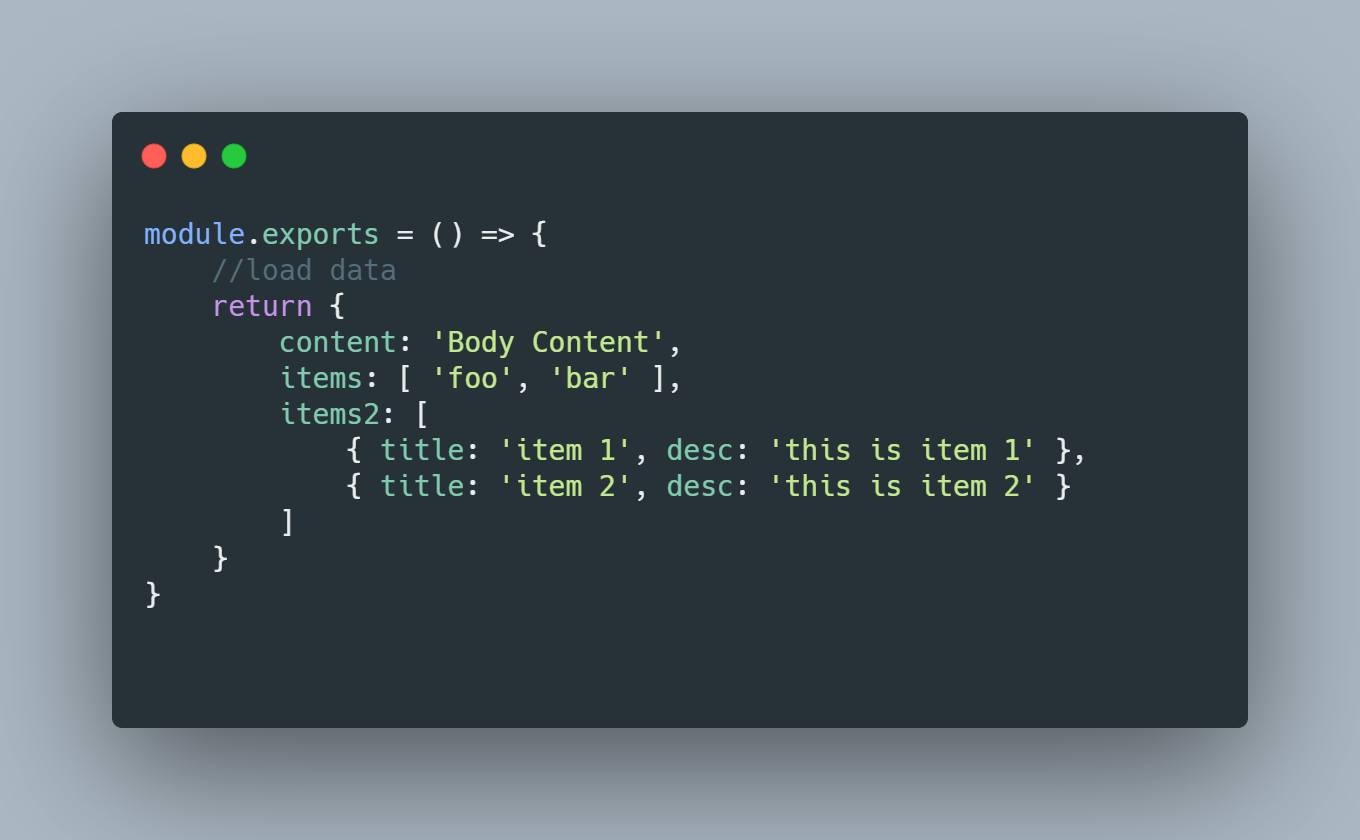 module.exports = () => {
    //load data
    return {
        content: 'Body Content',
        items: [ 'foo', 'bar' ],
        items2: [
            { title: 'item 1', desc: 'this is item 1' },
            { title: 'item 2', desc: 'this is item 2' }
        ]
    }
}